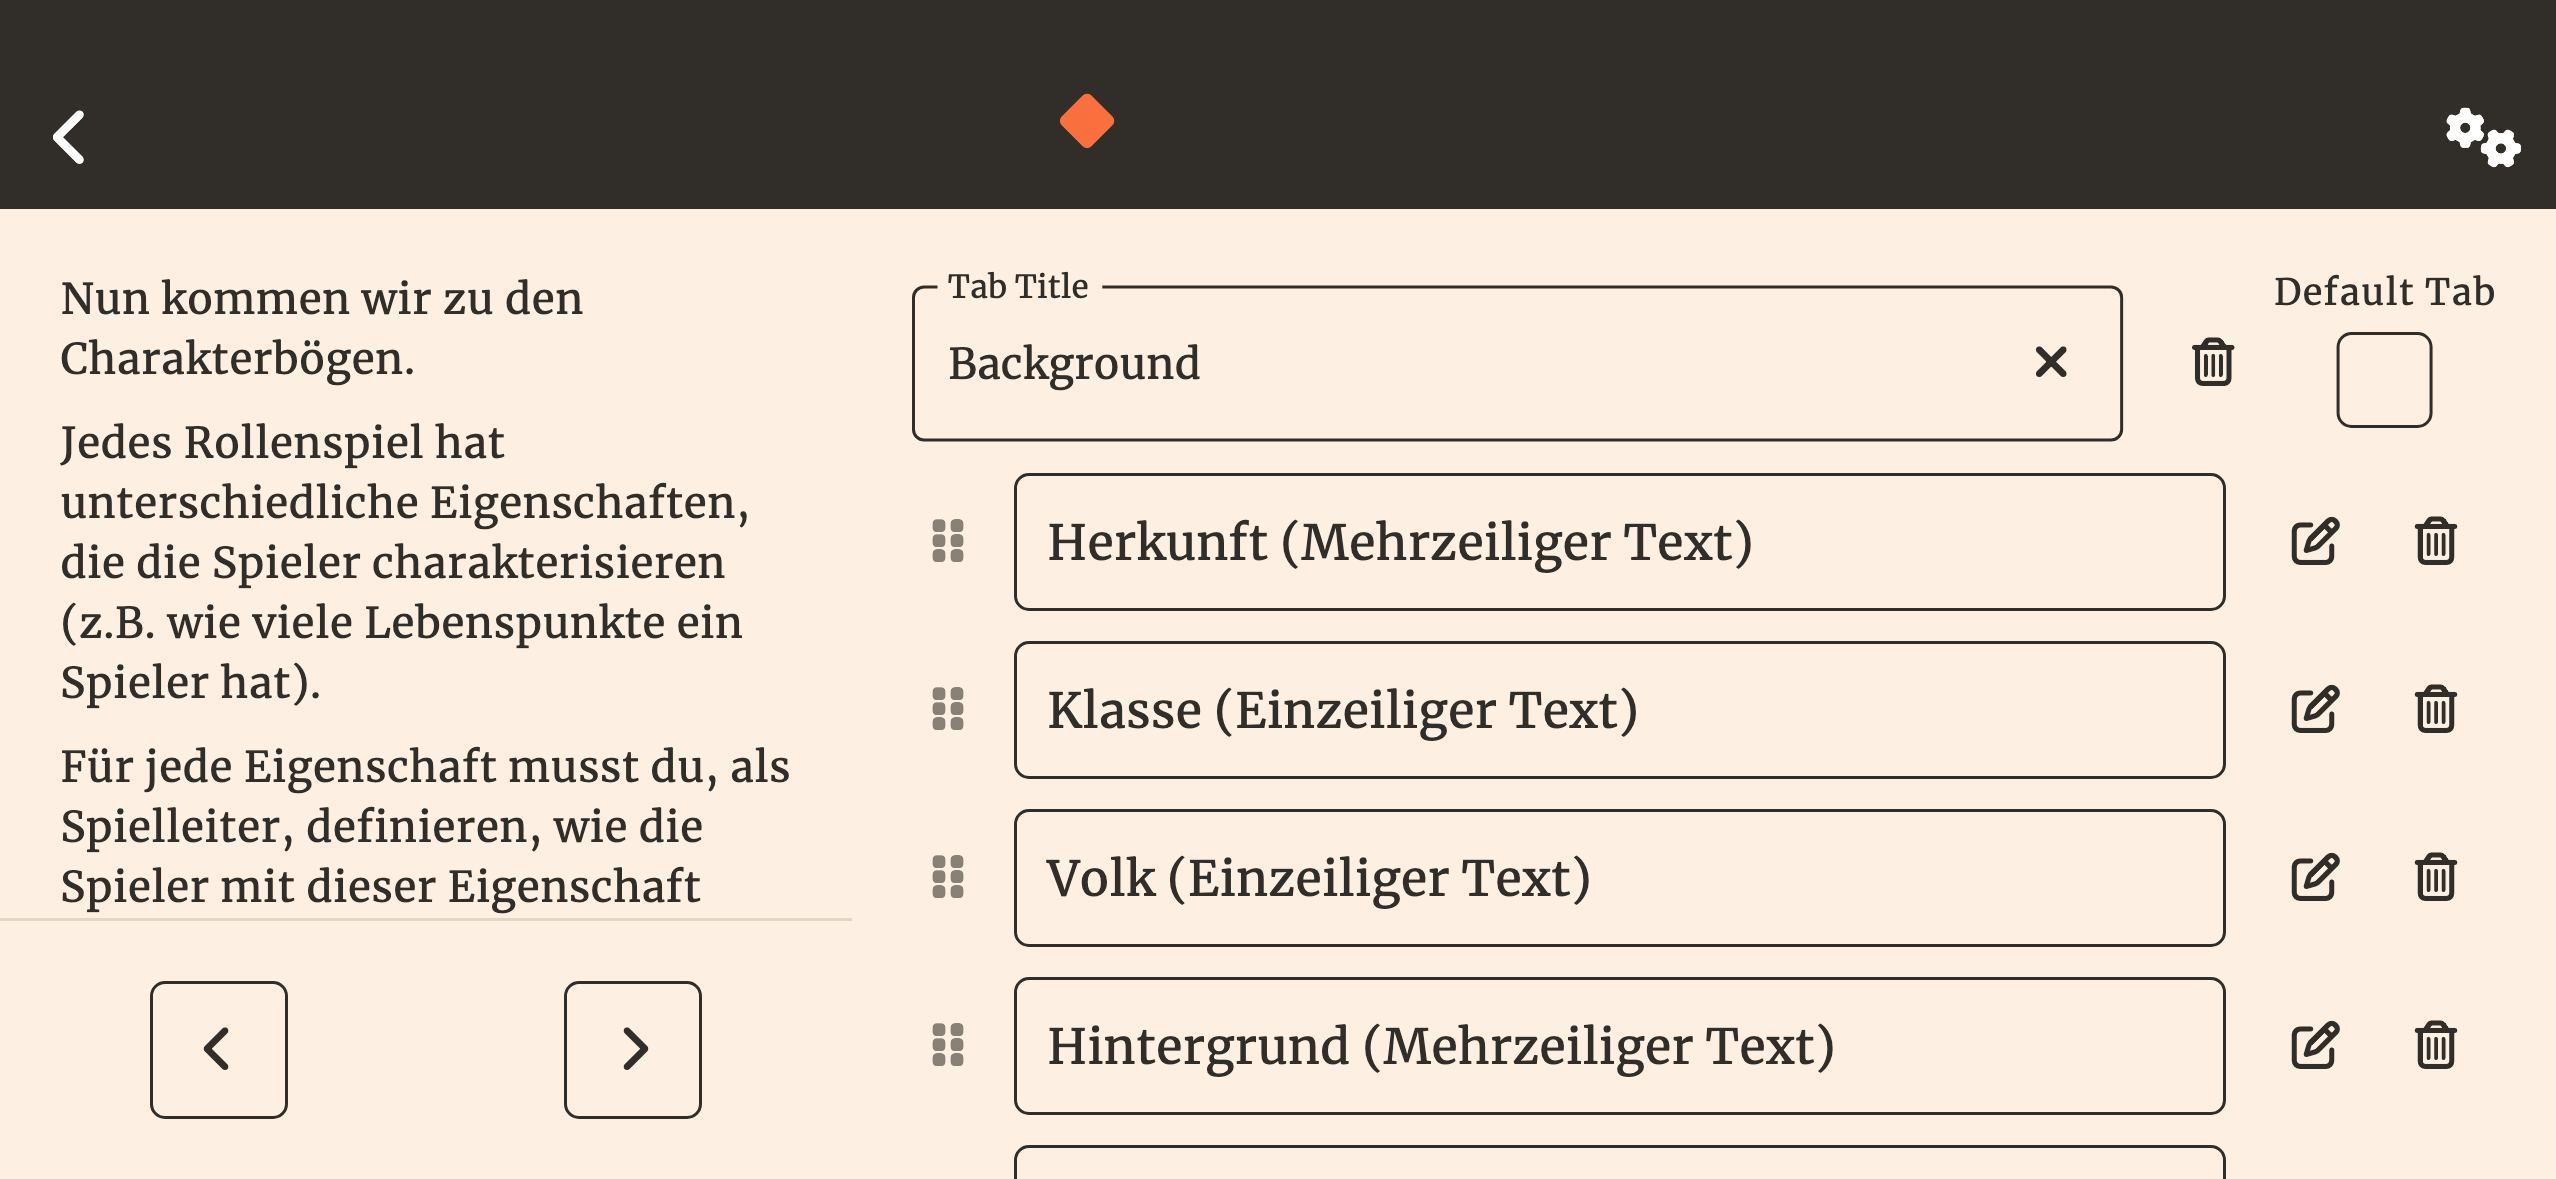 Nun kommen wir zu den
Charakterbögen.
Jedes Rollenspiel hat
unterschiedliche Eigenschaften,
die die Spieler charakterisieren
(z.B. wie viele Lebenspunkte ein
Spieler hat).
Für jede Eigenschaft musst du, als
Spielleiter, definieren, wie die
Spieler mit dieser Eigenschaft
Tab Title
Background
Default Tab
Herkunft (Mehrzeiliger Text)
Klasse (Einzeiliger Text)
Volk (Einzeiliger Text)
Hintergrund (Mehrzeiliger Text)